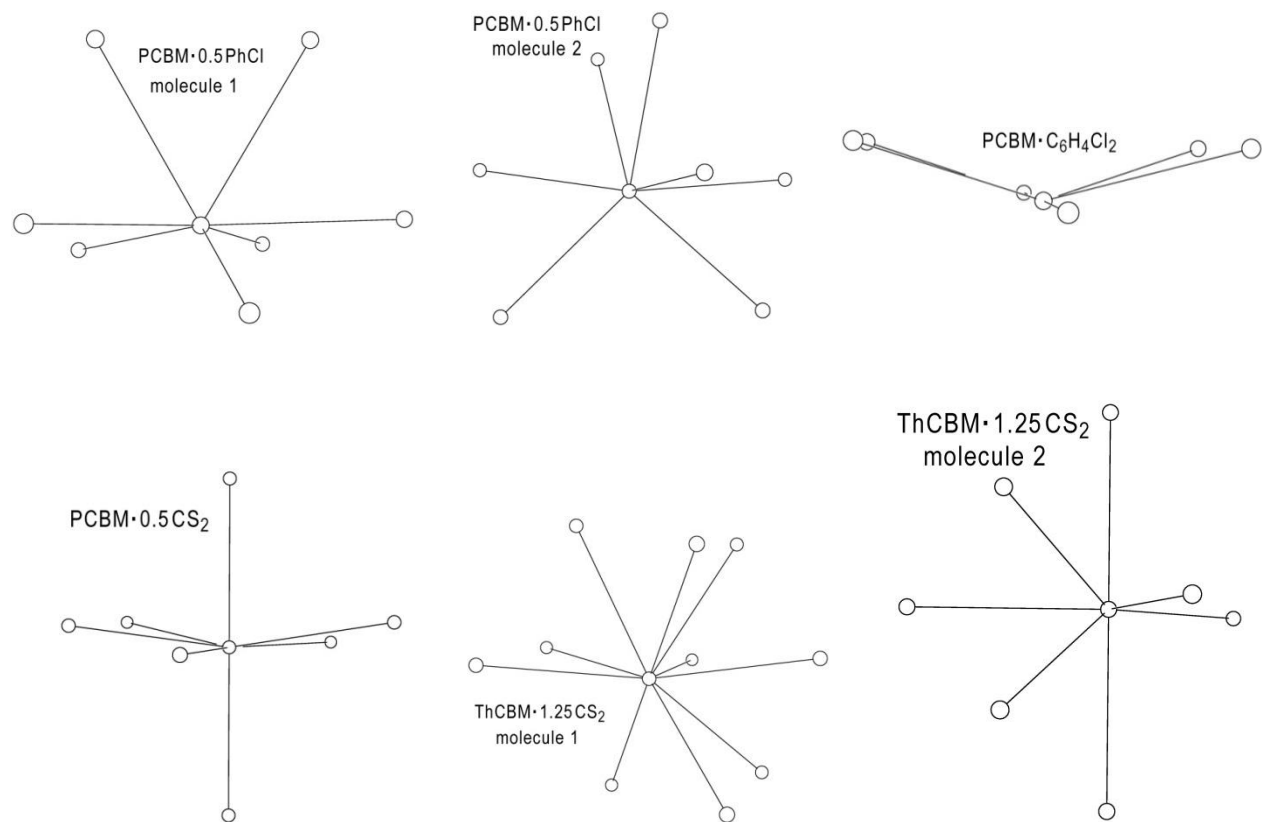 PCBM·0.5PhCl
molecule 1
PCBM·0.5PhCl
molecule 2
PCBM·C₆H₄Cl₂
PCBM·0.5CS₂
ThCBM·1.25CS₂
molecule 1
ThCBM·1.25CS₂
molecule 2